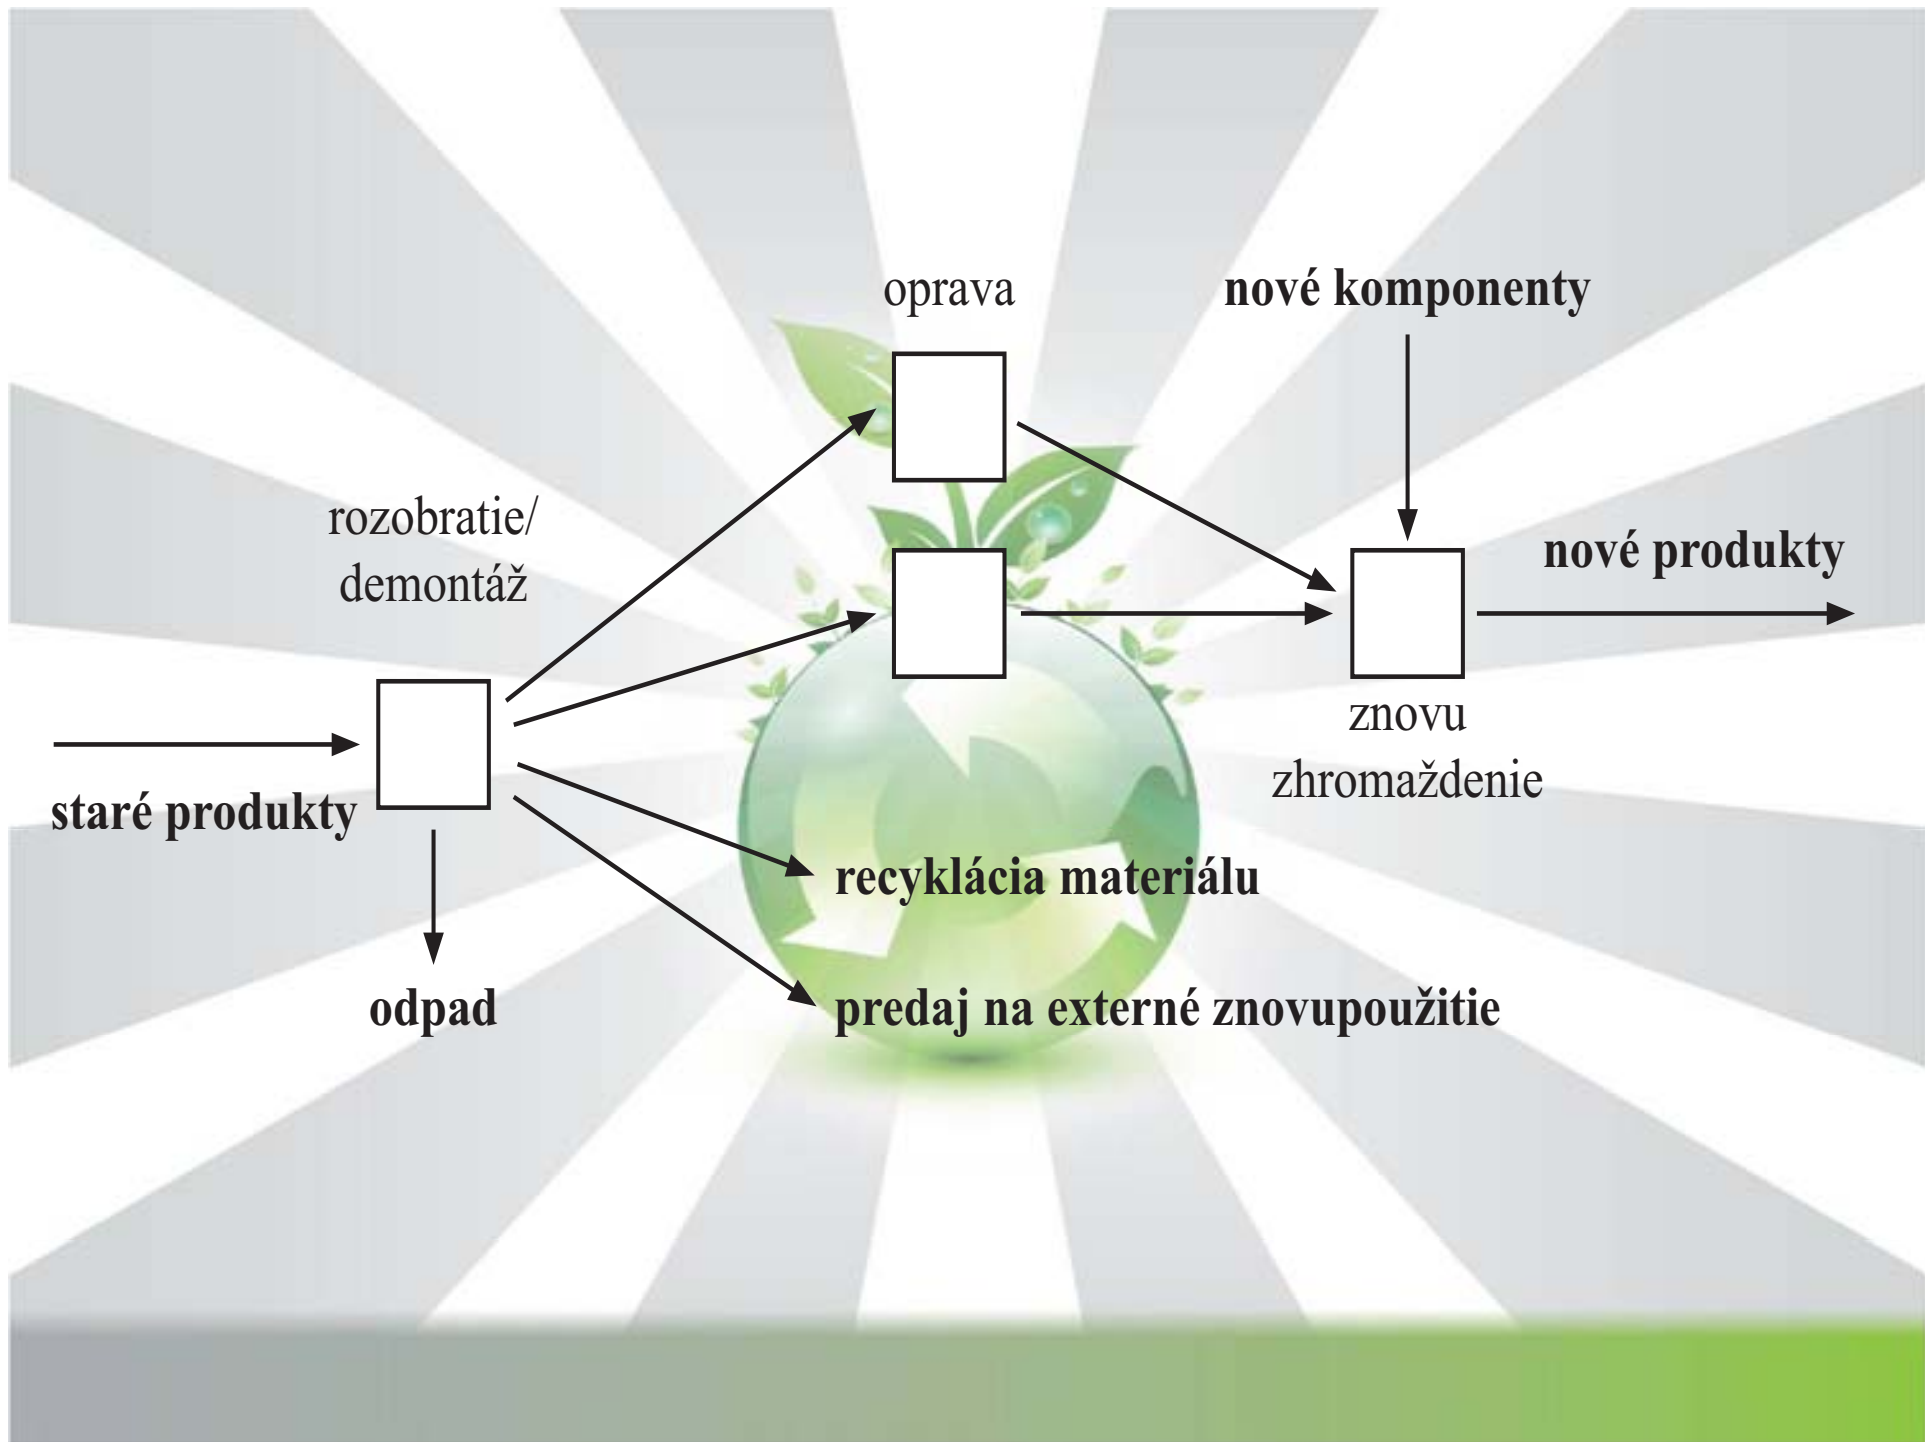 oprava
nové komponenty
rozobratie/
demontáž
nové produkty
znovu
zhromaždenie
staré produkty
recyklácia materiálu
odpad
predaj na externé znovupoužitie